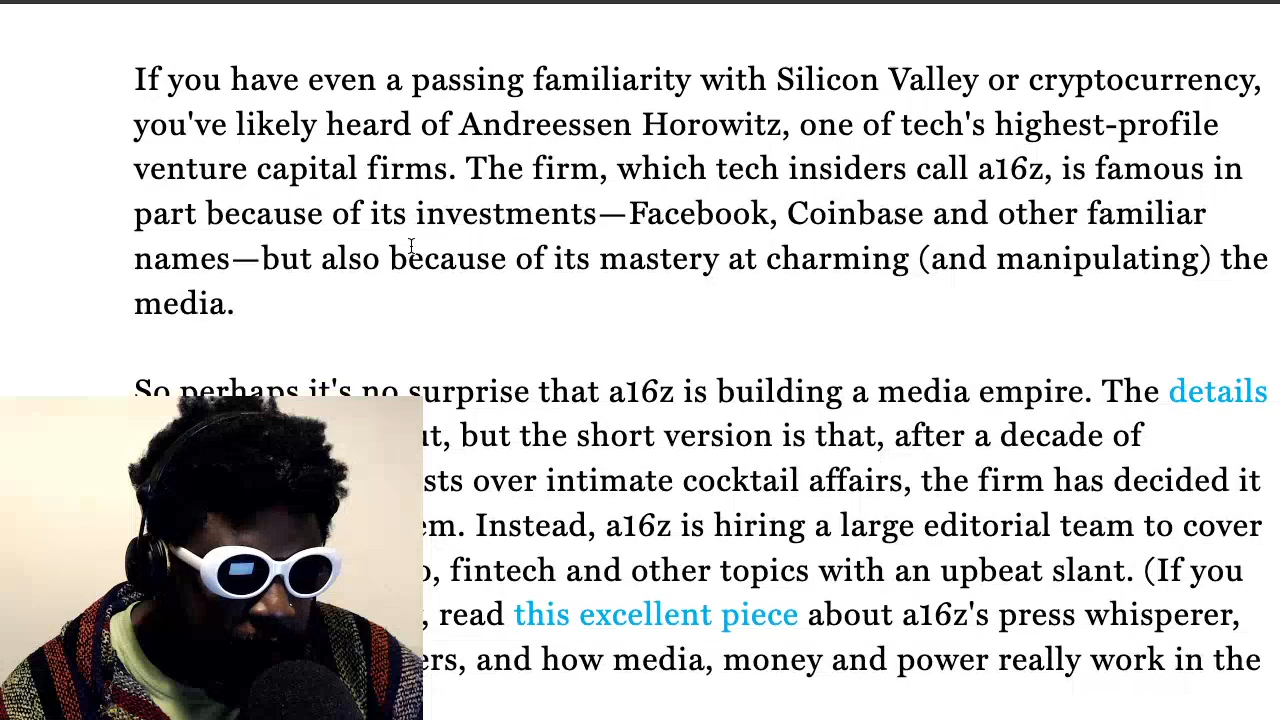 If you have even a passing familiarity with Silicon Valley or cryptocurrency,
you've likely heard of Andreessen Horowitz, one of tech's highest-profile
venture capital firms. The firm, which tech insiders call a16z, is famous in
part because of its investments—Facebook, Coinbase and other familiar
names—but also because of its mastery at charming (and manipulating) the
media.
So perhaps it's no surprise that a16z is building a media empire. The details
but the short version is that, after a decade of
over intimate cocktail affairs, the firm has decided it
Instead, a16z is hiring a large editorial team to cover
fintech and other topics with an upbeat slant. (If you
read this excellent piece about a16z's press whisperer,
and how media, money and power really work in the